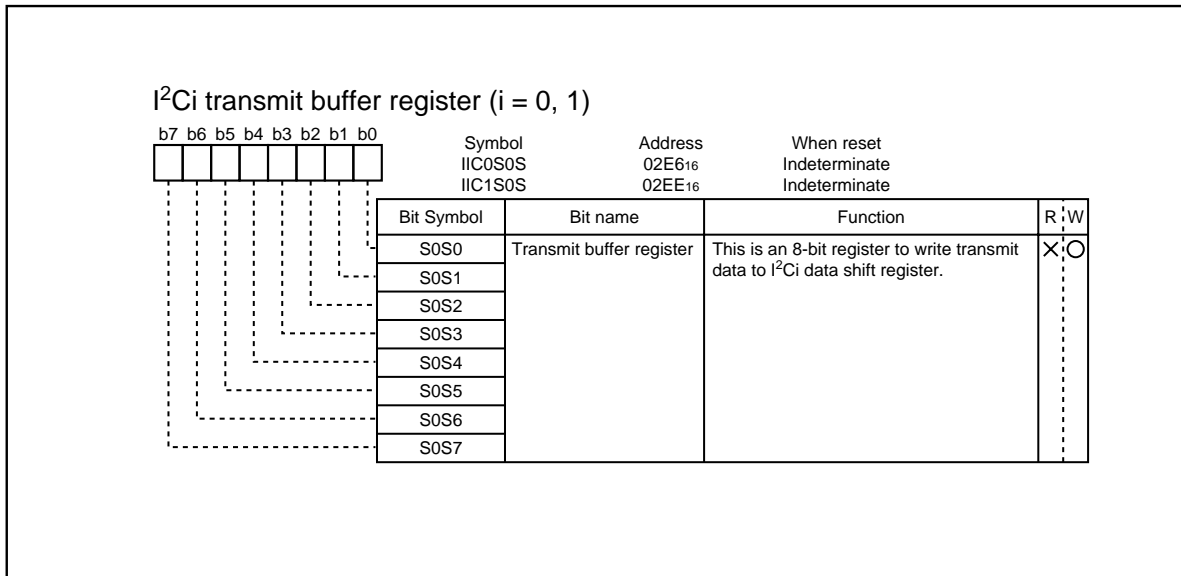 I²Ci transmit buffer register (i = 0, 1)
b7 b6 b5 b4 b3 b2 b1 b0
Symbol Address When reset
IIC0S0S 02E6₁₆ Indeterminate
IIC1S0S 02EE₁₆ Indeterminate
Bit Symbol Bit name Function R W
S0S0 Transmit buffer register This is an 8-bit register to write transmit
data to I²Ci data shift register.
S0S1
S0S2
S0S3
S0S4
S0S5
S0S6
S0S7